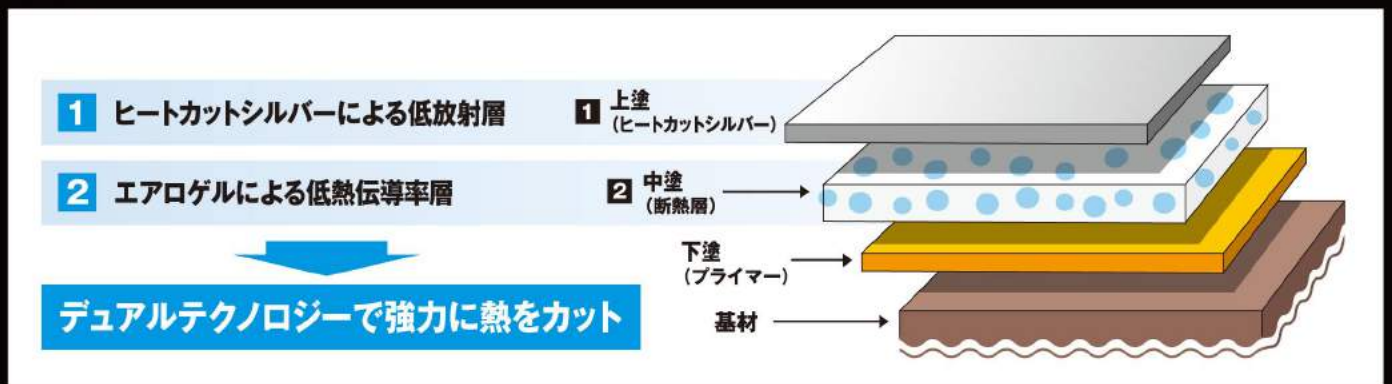 1 ヒートカットシルバーによる低放射層
1 上塗
(ヒートカットシルバー)
2 エアロゲルによる低熱伝導率層
2 中塗
(断熱層)
下塗
(プライマー)
デュアルテクノロジーで強力に熱をカット
基材